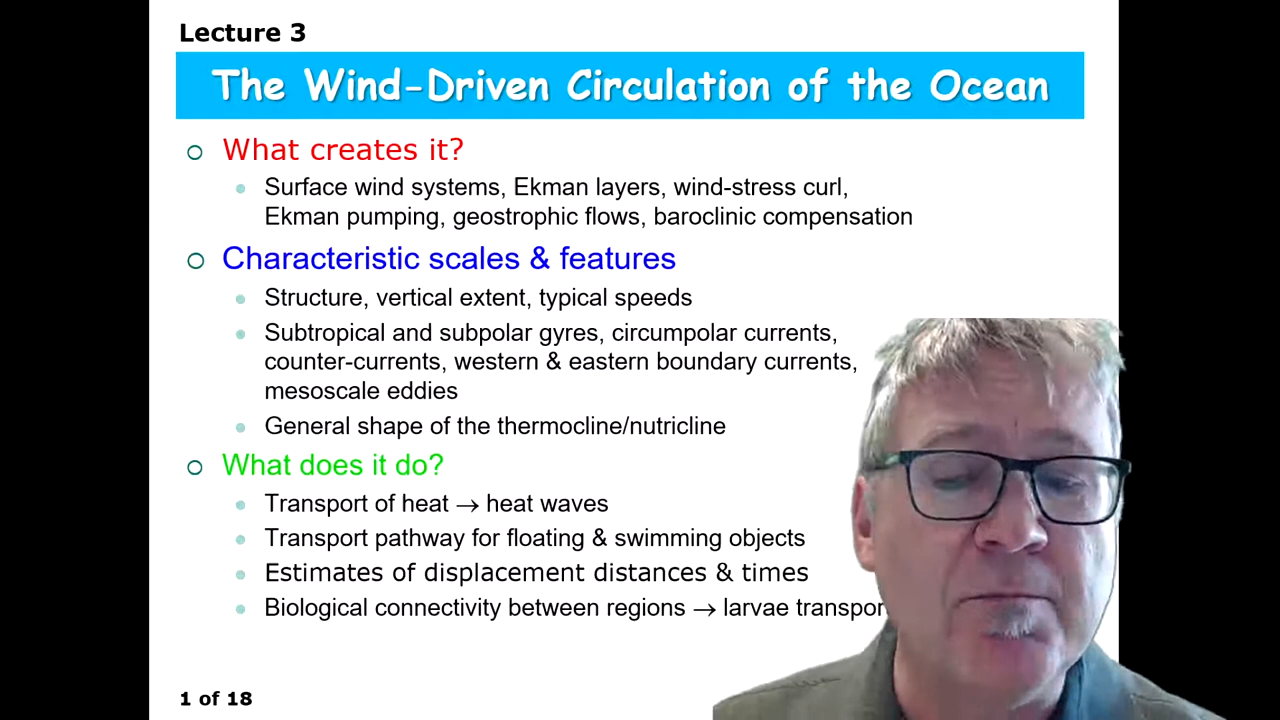 Lecture 3
The Wind-Driven Circulation of the Ocean
What creates it?
Surface wind systems, Ekman layers, wind-stress curl,
Ekman pumping, geostrophic flows, baroclinic compensation
Characteristic scales & features
Structure, vertical extent, typical speeds
Subtropical and subpolar gyres, circumpolar currents,
counter-currents, western & eastern boundary currents,
mesoscale eddies
General shape of the thermocline/nutricline
What does it do?
Transport of heat → heat waves
Transport pathway for floating & swimming objects
Estimates of displacement distances & times
Biological connectivity between regions → larvae transpor
1 of 18